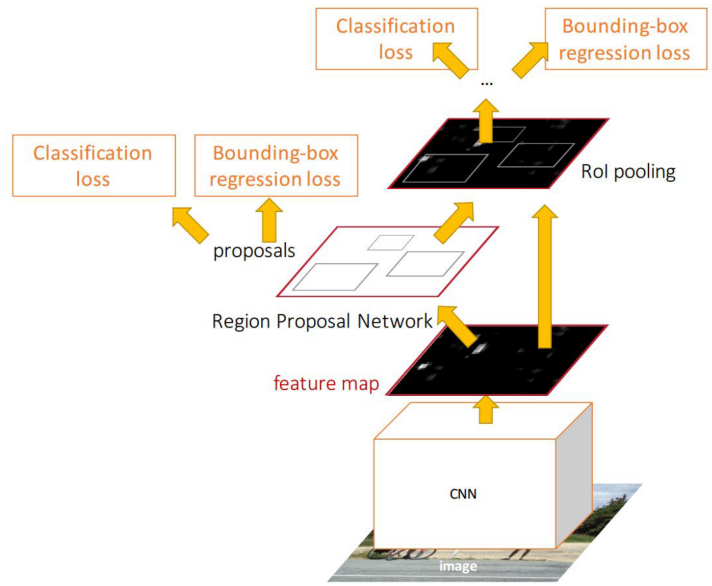 Classification
loss
Bounding-box
regression loss
...
Classification
loss
Bounding-box
regression loss
RoI pooling
proposals
Region Proposal Network
feature map
CNN
image